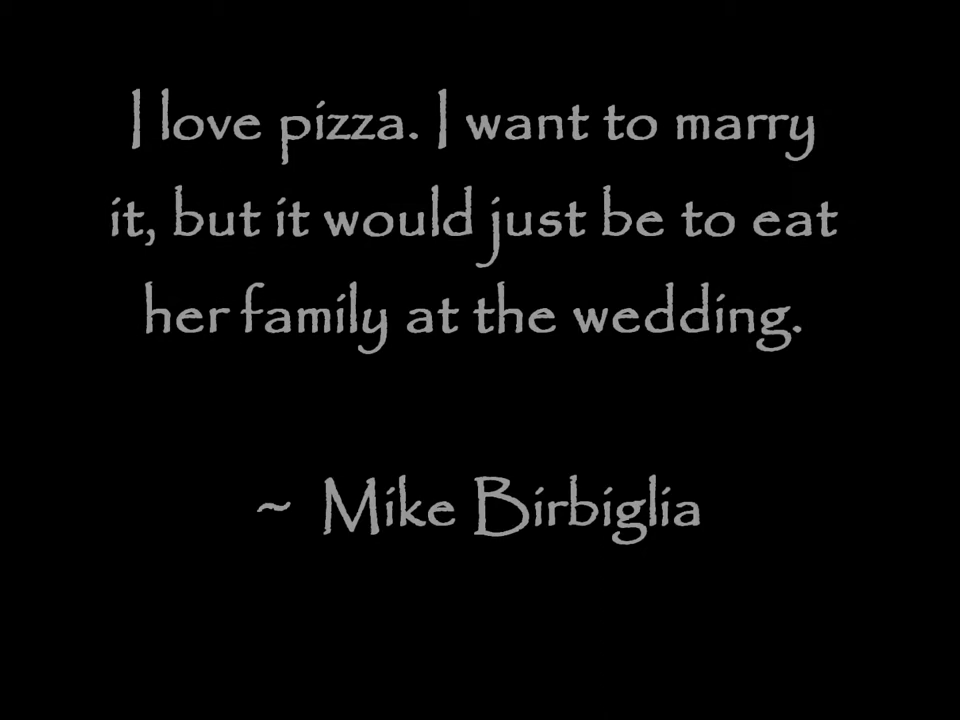 I love pizza. I want to marry
it, but it would just be to eat
her family at the wedding.
~ Mike Birbiglia